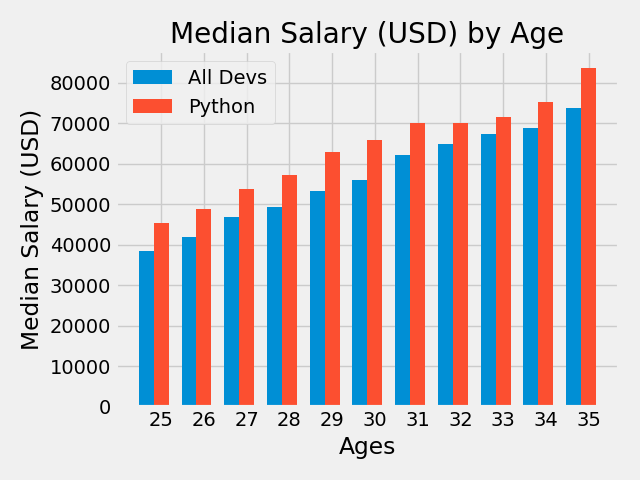 Median Salary (USD) by Age
All Devs
Python
Median Salary (USD)
80000
70000
60000
50000
40000
30000
20000
10000
0
25 26 27 28 29 30 31 32 33 34 35
Ages